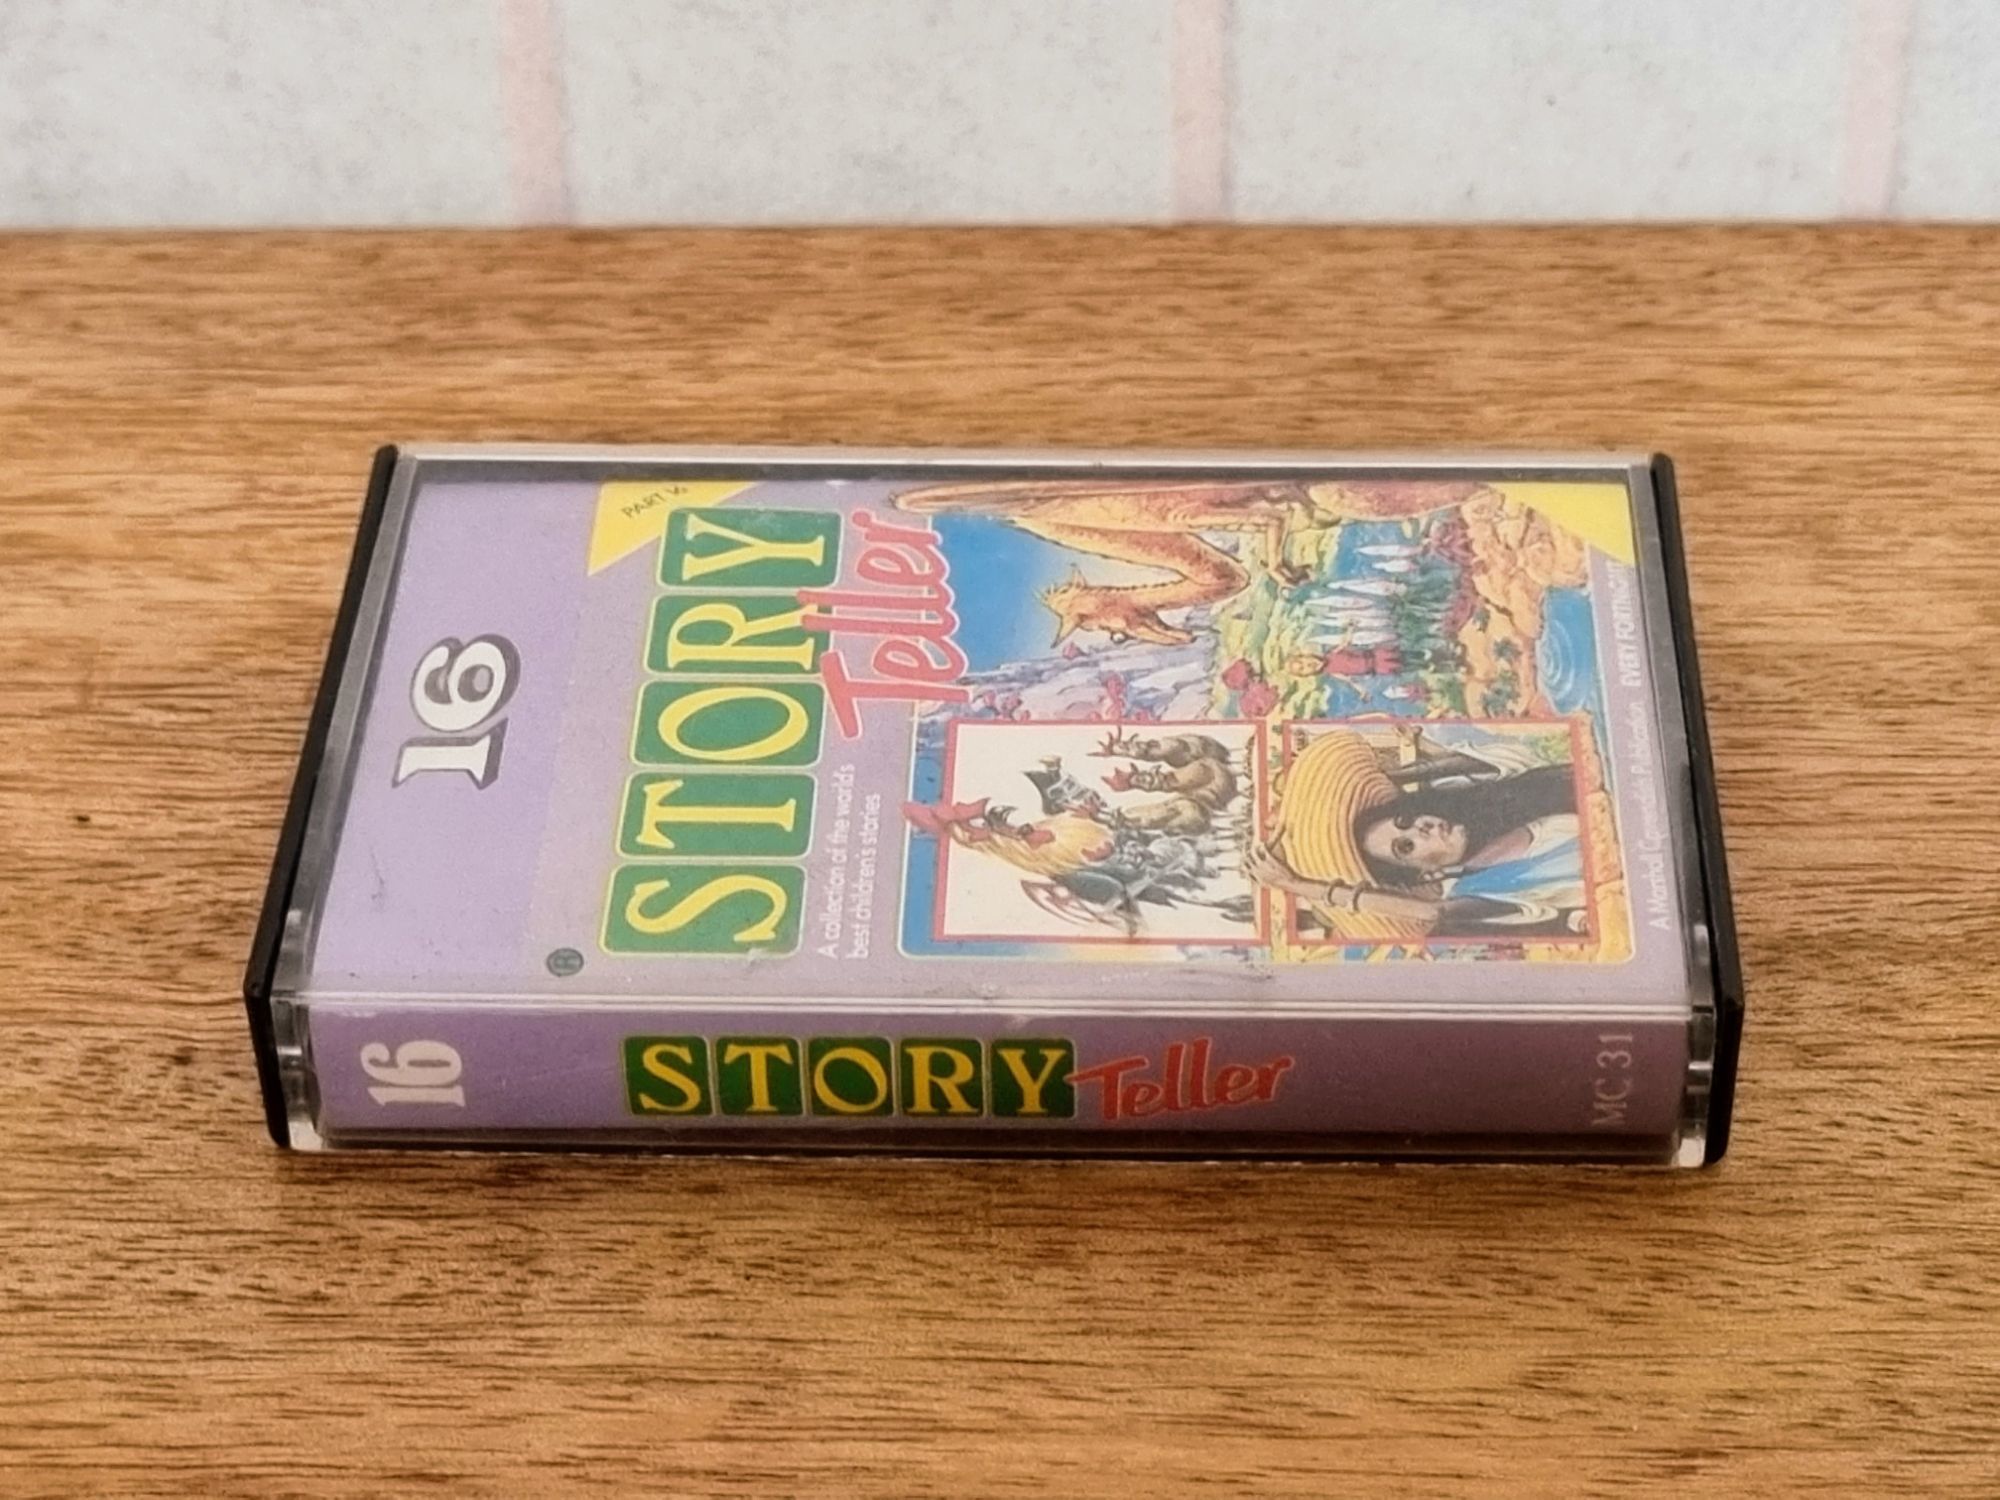 16
PART 16
STORY
Teller
A collection of the world's
best children's stories
A Marshall Cavendish Publication EVERY FORTNIGHT
®
16 STORY Teller MC 31